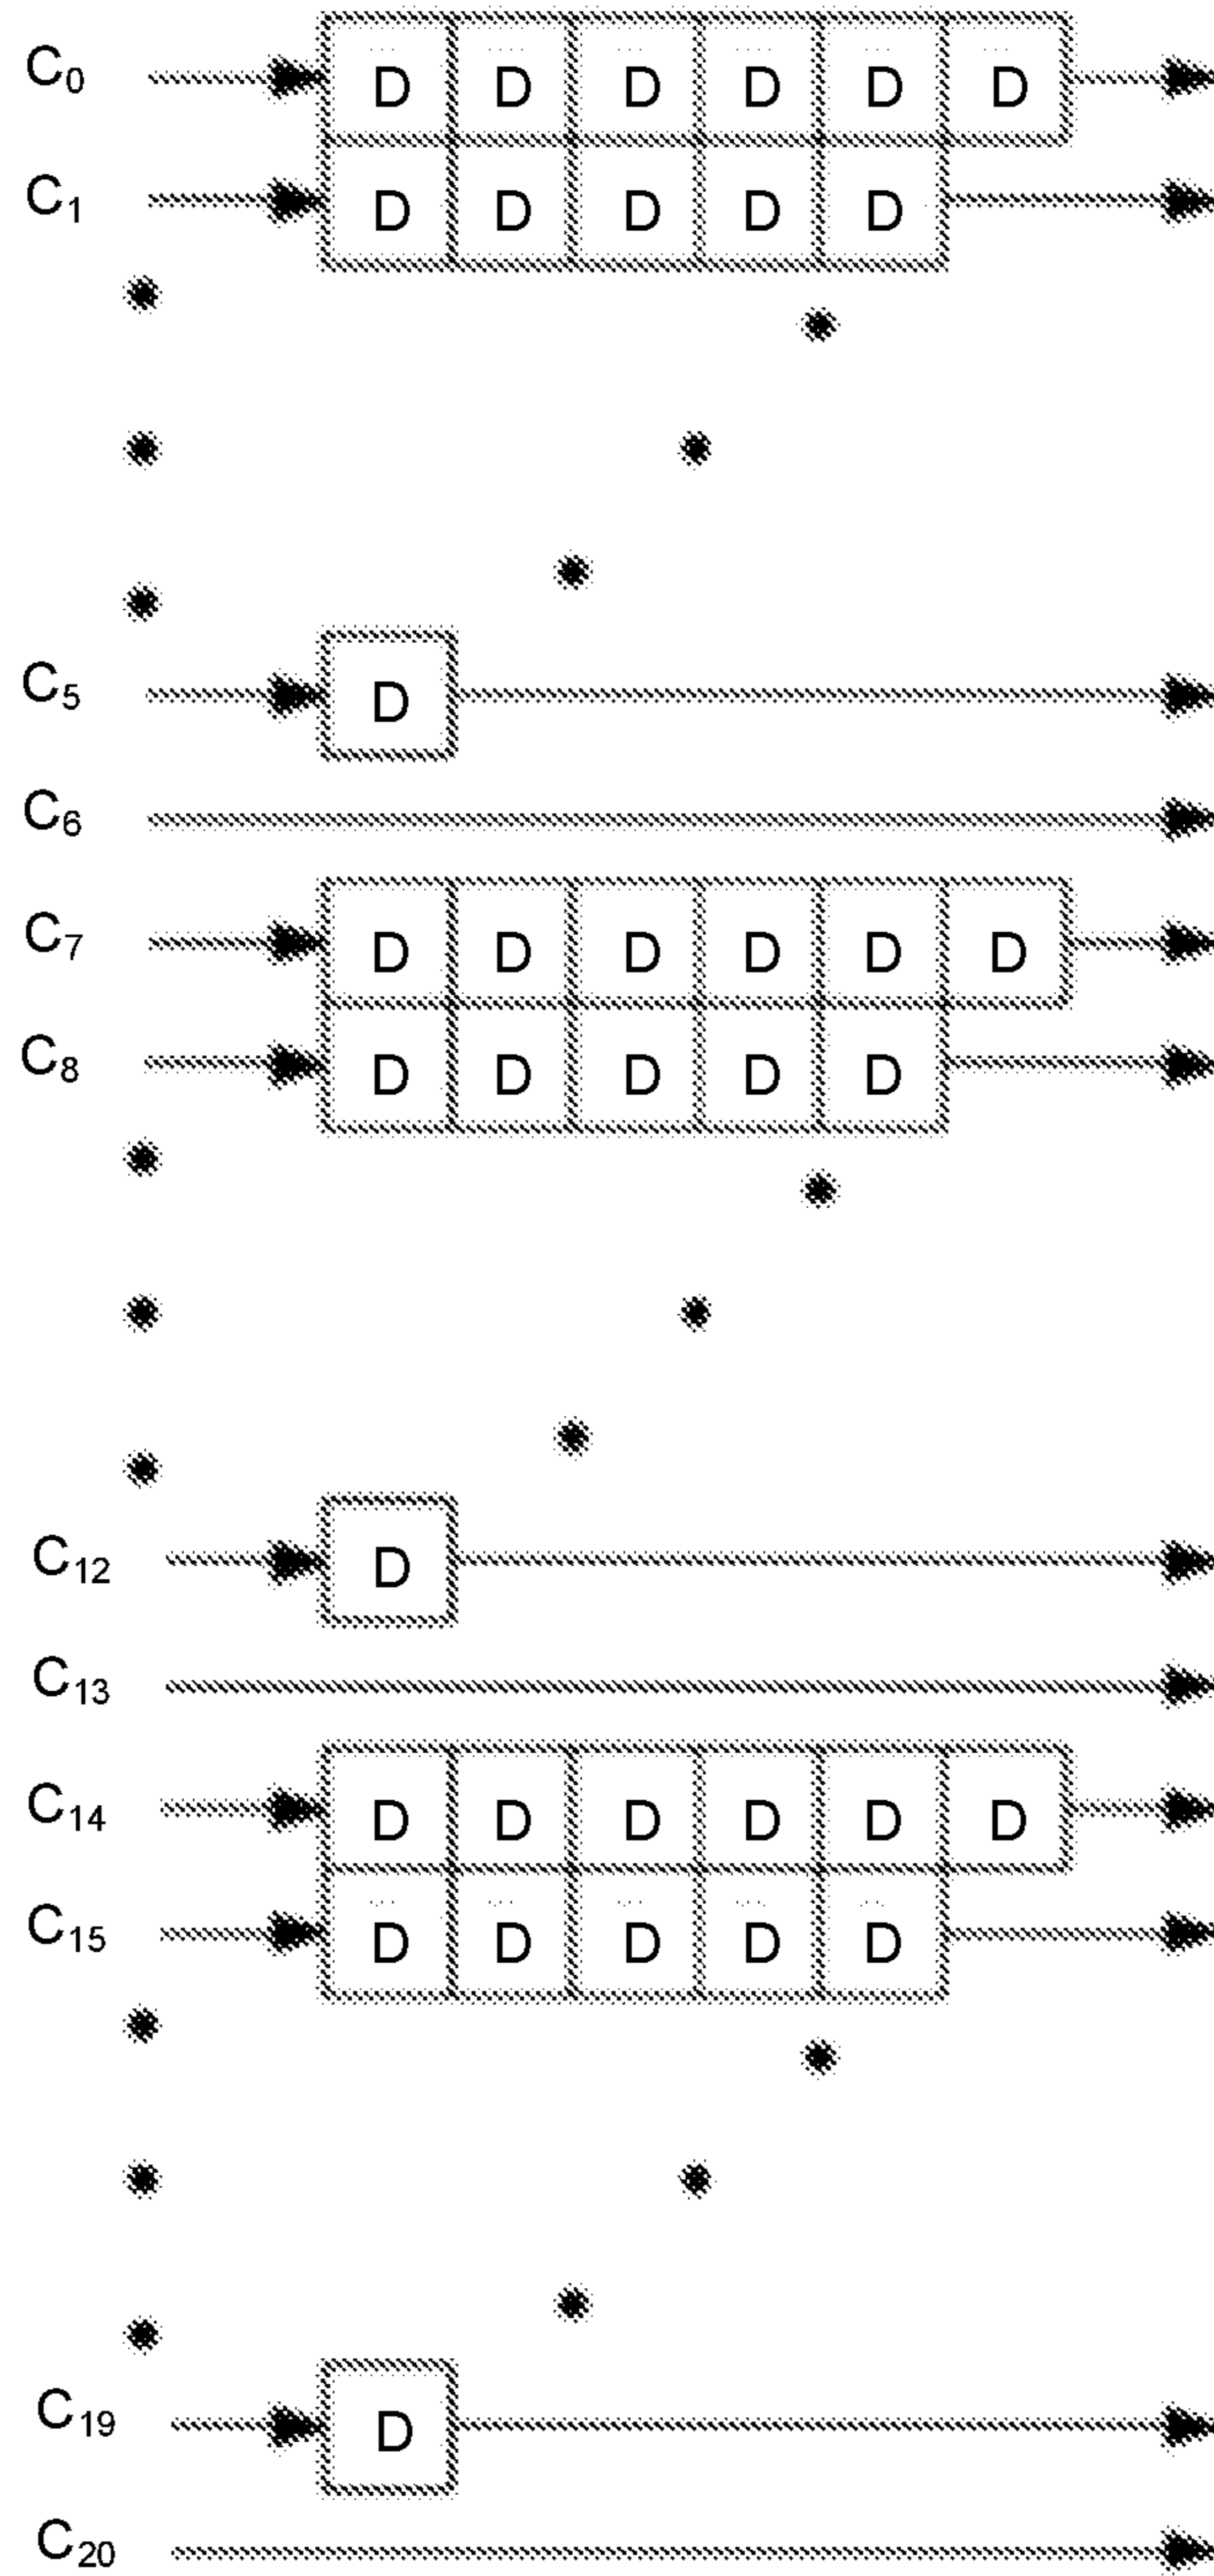 C₀ D D D D D D
C₁ D D D D D
C₅ D
C₆
C₇ D D D D D D
C₈ D D D D D
C₁₂ D
C₁₃
C₁₄ D D D D D D
C₁₅ D D D D D
C₁₉ D
C₂₀